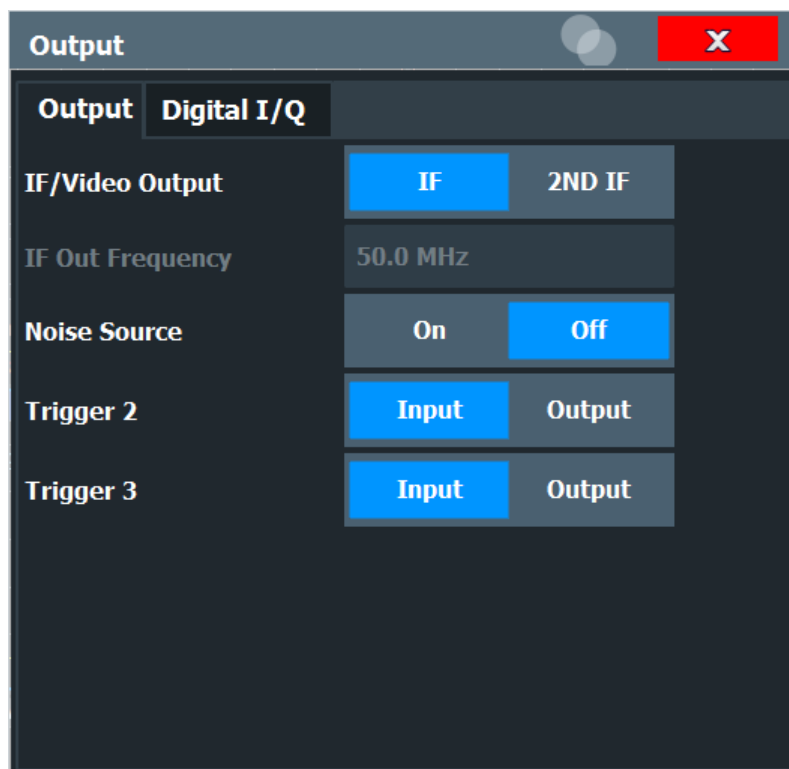 Output X
Output Digital I/Q
IF/Video Output IF 2ND IF
IF Out Frequency 50.0 MHz
Noise Source On Off
Trigger 2 Input Output
Trigger 3 Input Output